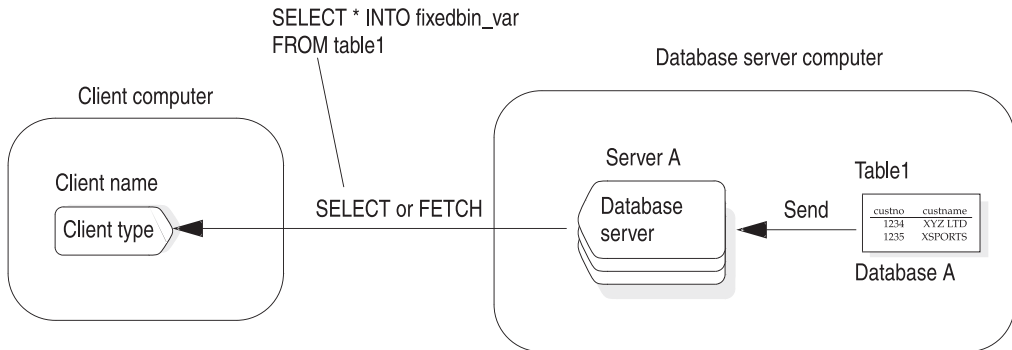 SELECT * INTO fixedbin_var
FROM table1
Database server computer
Client computer
Server A
Table1
Client name
Client type
SELECT or FETCH
Database
server
Send
custno custname
1234 XYZ LTD
1235 XSPORTS
Database A